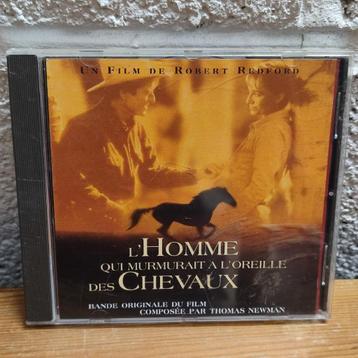 UN FILM DE ROBERT REDFORD
L'HOMME
QUI MURMURAIT A L'OREILLE
DES CHEVAUX
BANDE ORIGINALE DU FILM
COMPOSÉE PAR THOMAS NEWMAN